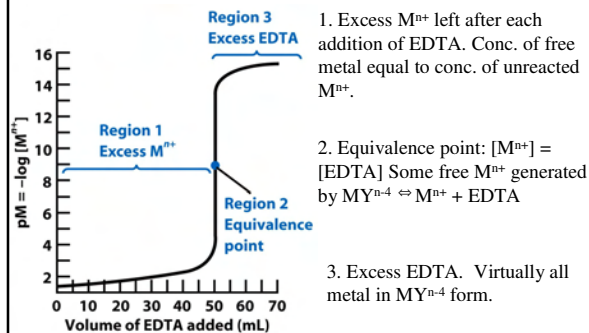 Region 3
Excess EDTA
16
14
12
10
8
6
4
2
pM = −log [Mⁿ⁺]
Region 1
Excess Mⁿ⁺
Region 2
Equivalence
point
0 10 20 30 40 50 60 70
Volume of EDTA added (mL)
1. Excess Mⁿ⁺ left after each
addition of EDTA. Conc. of free
metal equal to conc. of unreacted
Mⁿ⁺.
2. Equivalence point: [Mⁿ⁺] =
[EDTA] Some free Mⁿ⁺ generated
by MYⁿ⁻⁴ ⇔ Mⁿ⁺ + EDTA
3. Excess EDTA. Virtually all
metal in MYⁿ⁻⁴ form.